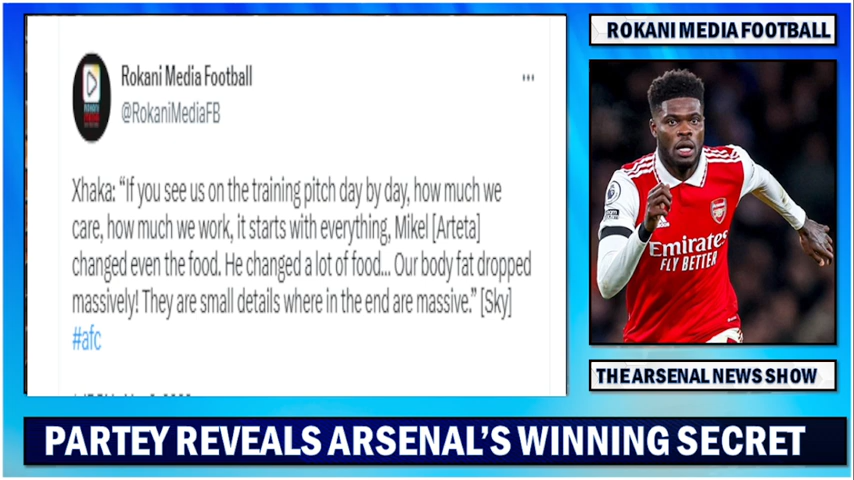 Rokani Media Football
@RokaniMediaFB
Xhaka: “If you see us on the training pitch day by day, how much we
care, how much we work, it starts with everything, Mikel [Arteta]
changed even the food. He changed a lot of food... Our body fat dropped
massively! They are small details where in the end are massive.” [Sky]
#afc
ROKANI MEDIA FOOTBALL
Emirates
FLY BETTER
THE ARSENAL NEWS SHOW
PARTEY REVEALS ARSENAL’S WINNING SECRET